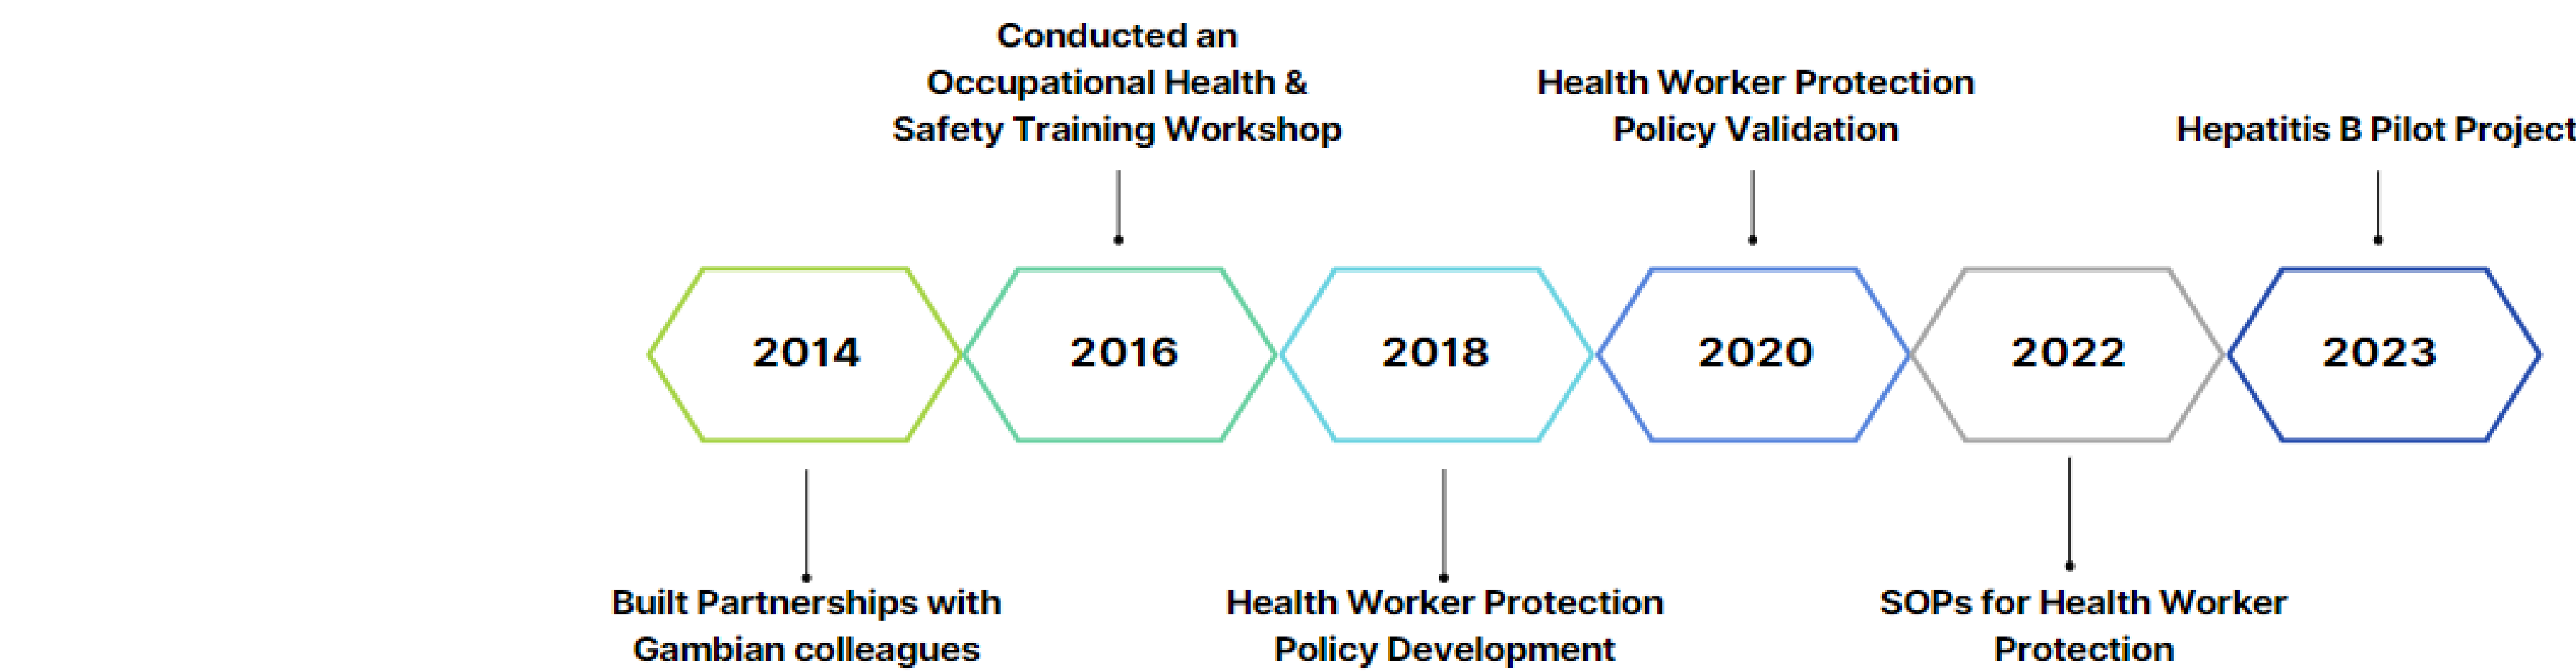 Conducted an
Occupational Health &
Safety Training Workshop
Health Worker Protection
Policy Validation
Hepatitis B Pilot Project
2014
2016
2018
2020
2022
2023
Built Partnerships with
Gambian colleagues
Health Worker Protection
Policy Development
SOPs for Health Worker
Protection